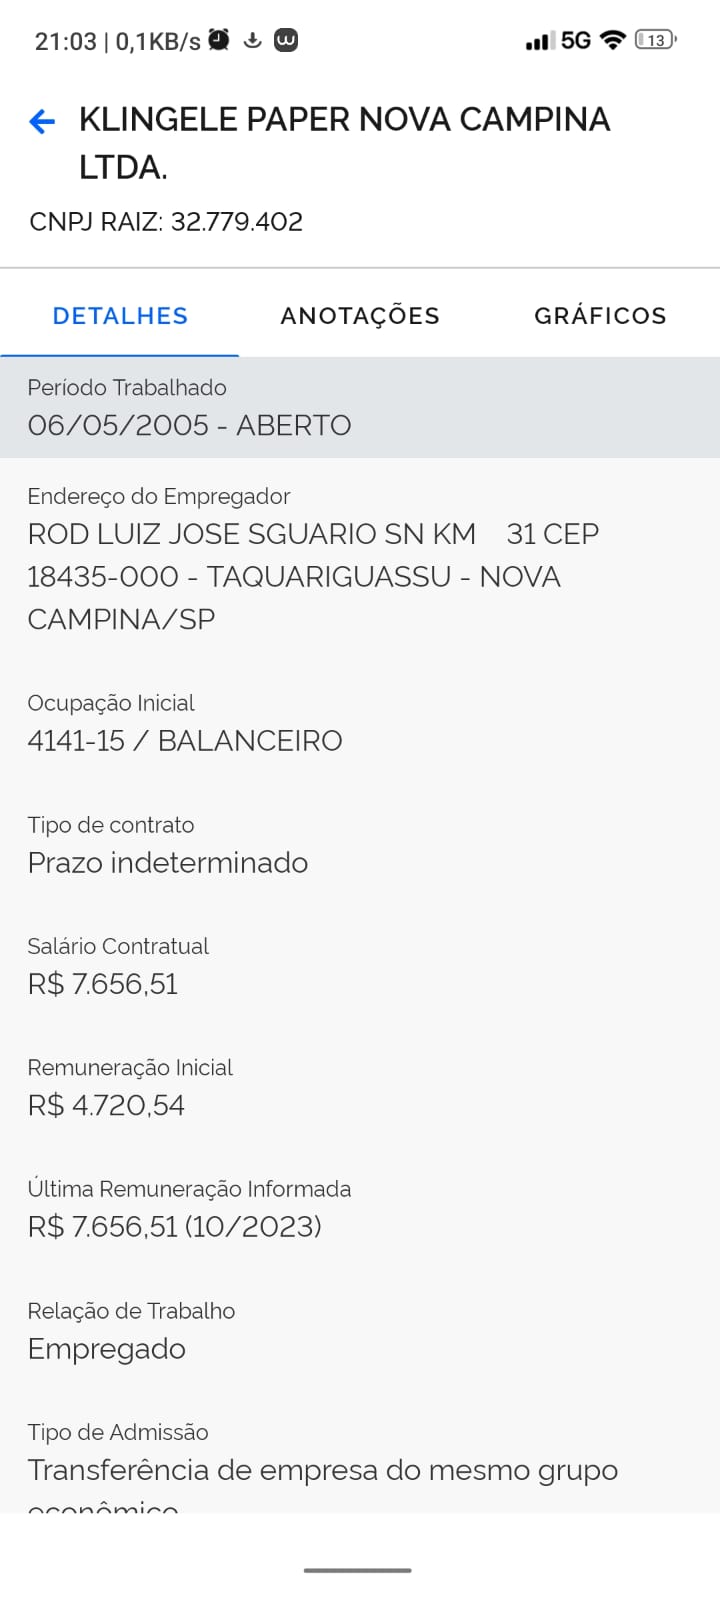 21:03 | 0,1KB/s
5G
13
KLINGELE PAPER NOVA CAMPINA
LTDA.
CNPJ RAIZ: 32.779.402
DETALHES
ANOTAÇÕES
GRÁFICOS
Período Trabalhado
06/05/2005 - ABERTO
Endereço do Empregador
ROD LUIZ JOSE SGUARIO SN KM 31 CEP
18435-000 - TAQUARIGUASSU - NOVA
CAMPINA/SP
Ocupação Inicial
4141-15 / BALANCEIRO
Tipo de contrato
Prazo indeterminado
Salário Contratual
R$ 7.656,51
Remuneração Inicial
R$ 4.720,54
Última Remuneração Informada
R$ 7.656,51 (10/2023)
Relação de Trabalho
Empregado
Tipo de Admissão
Transferência de empresa do mesmo grupo
econômico